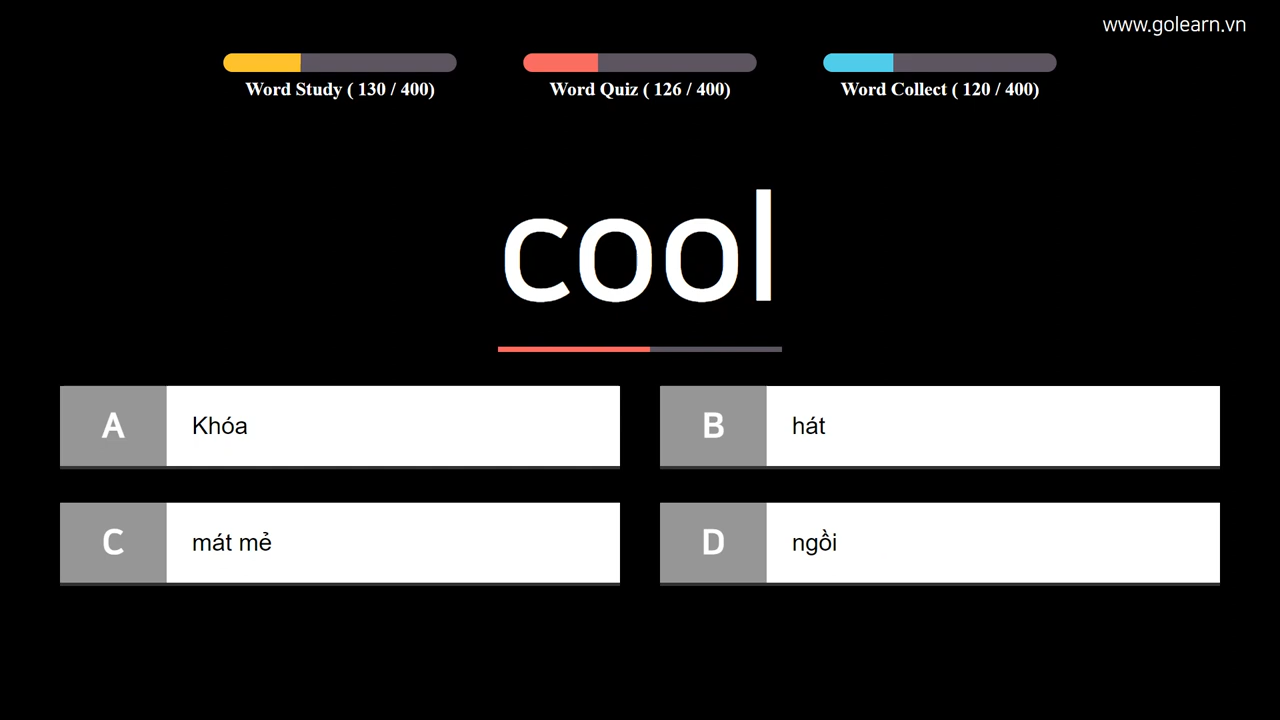 www.golearn.vn
Word Study ( 130 / 400)
Word Quiz ( 126 / 400)
Word Collect ( 120 / 400)
cool
A Khóa
B hát
C mát mẻ
D ngồi